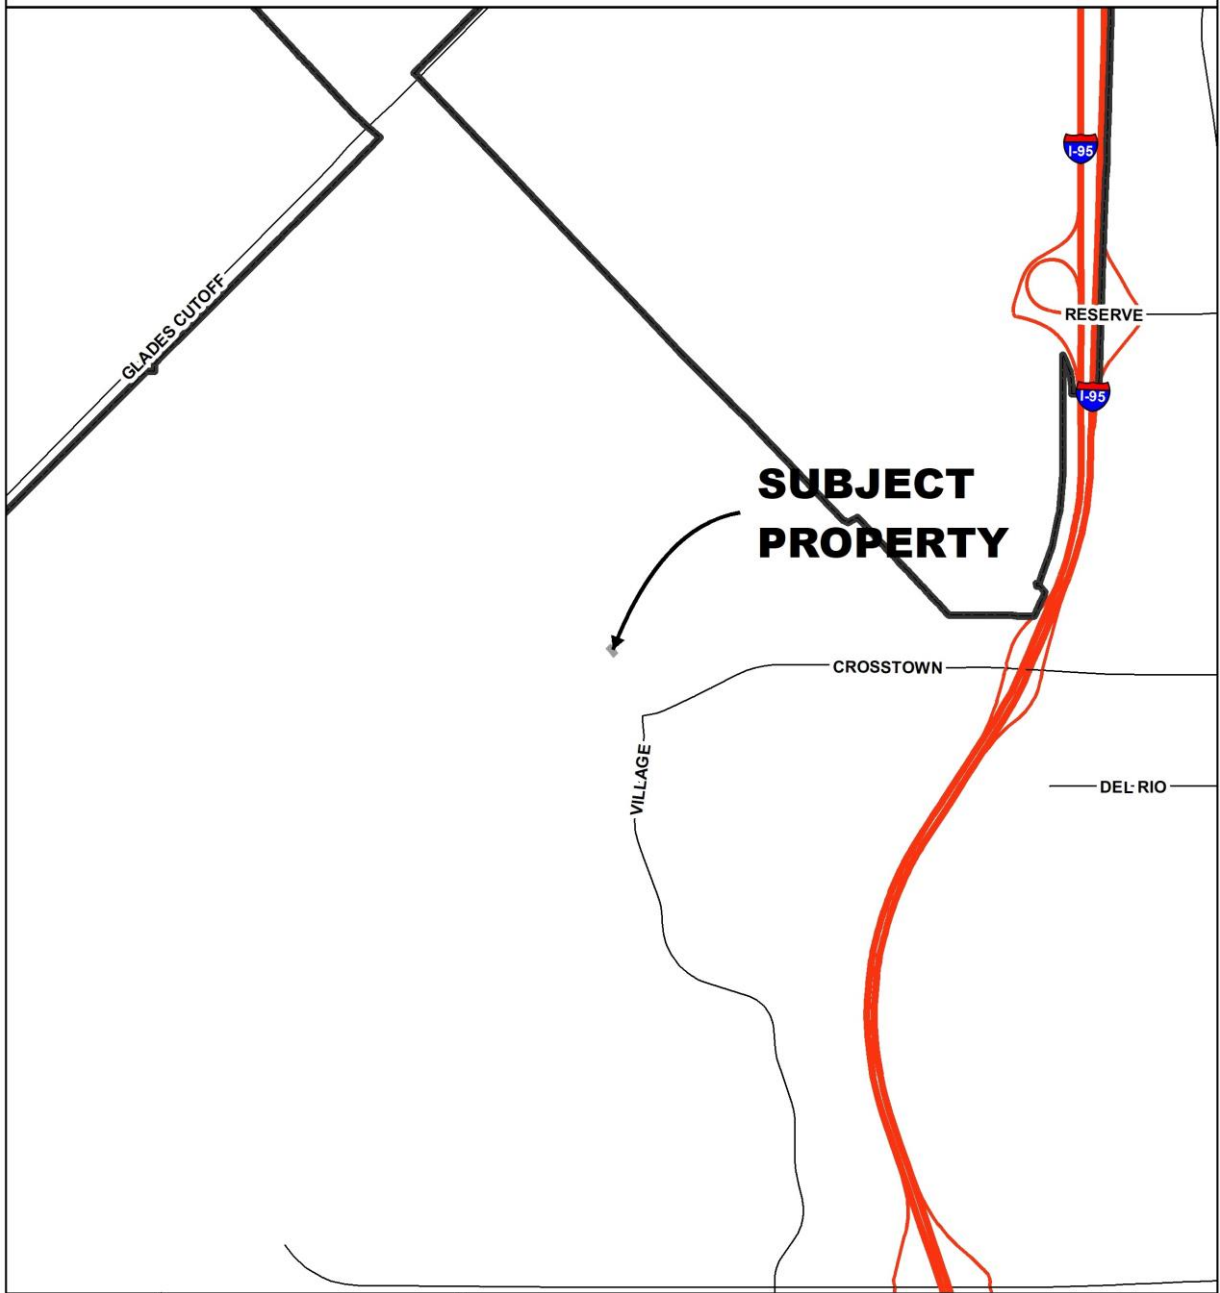 I-95
GLADES CUTOFF
RESERVE
I-95
SUBJECT
PROPERTY
CROSSTOWN
VILLAGE
DEL RIO